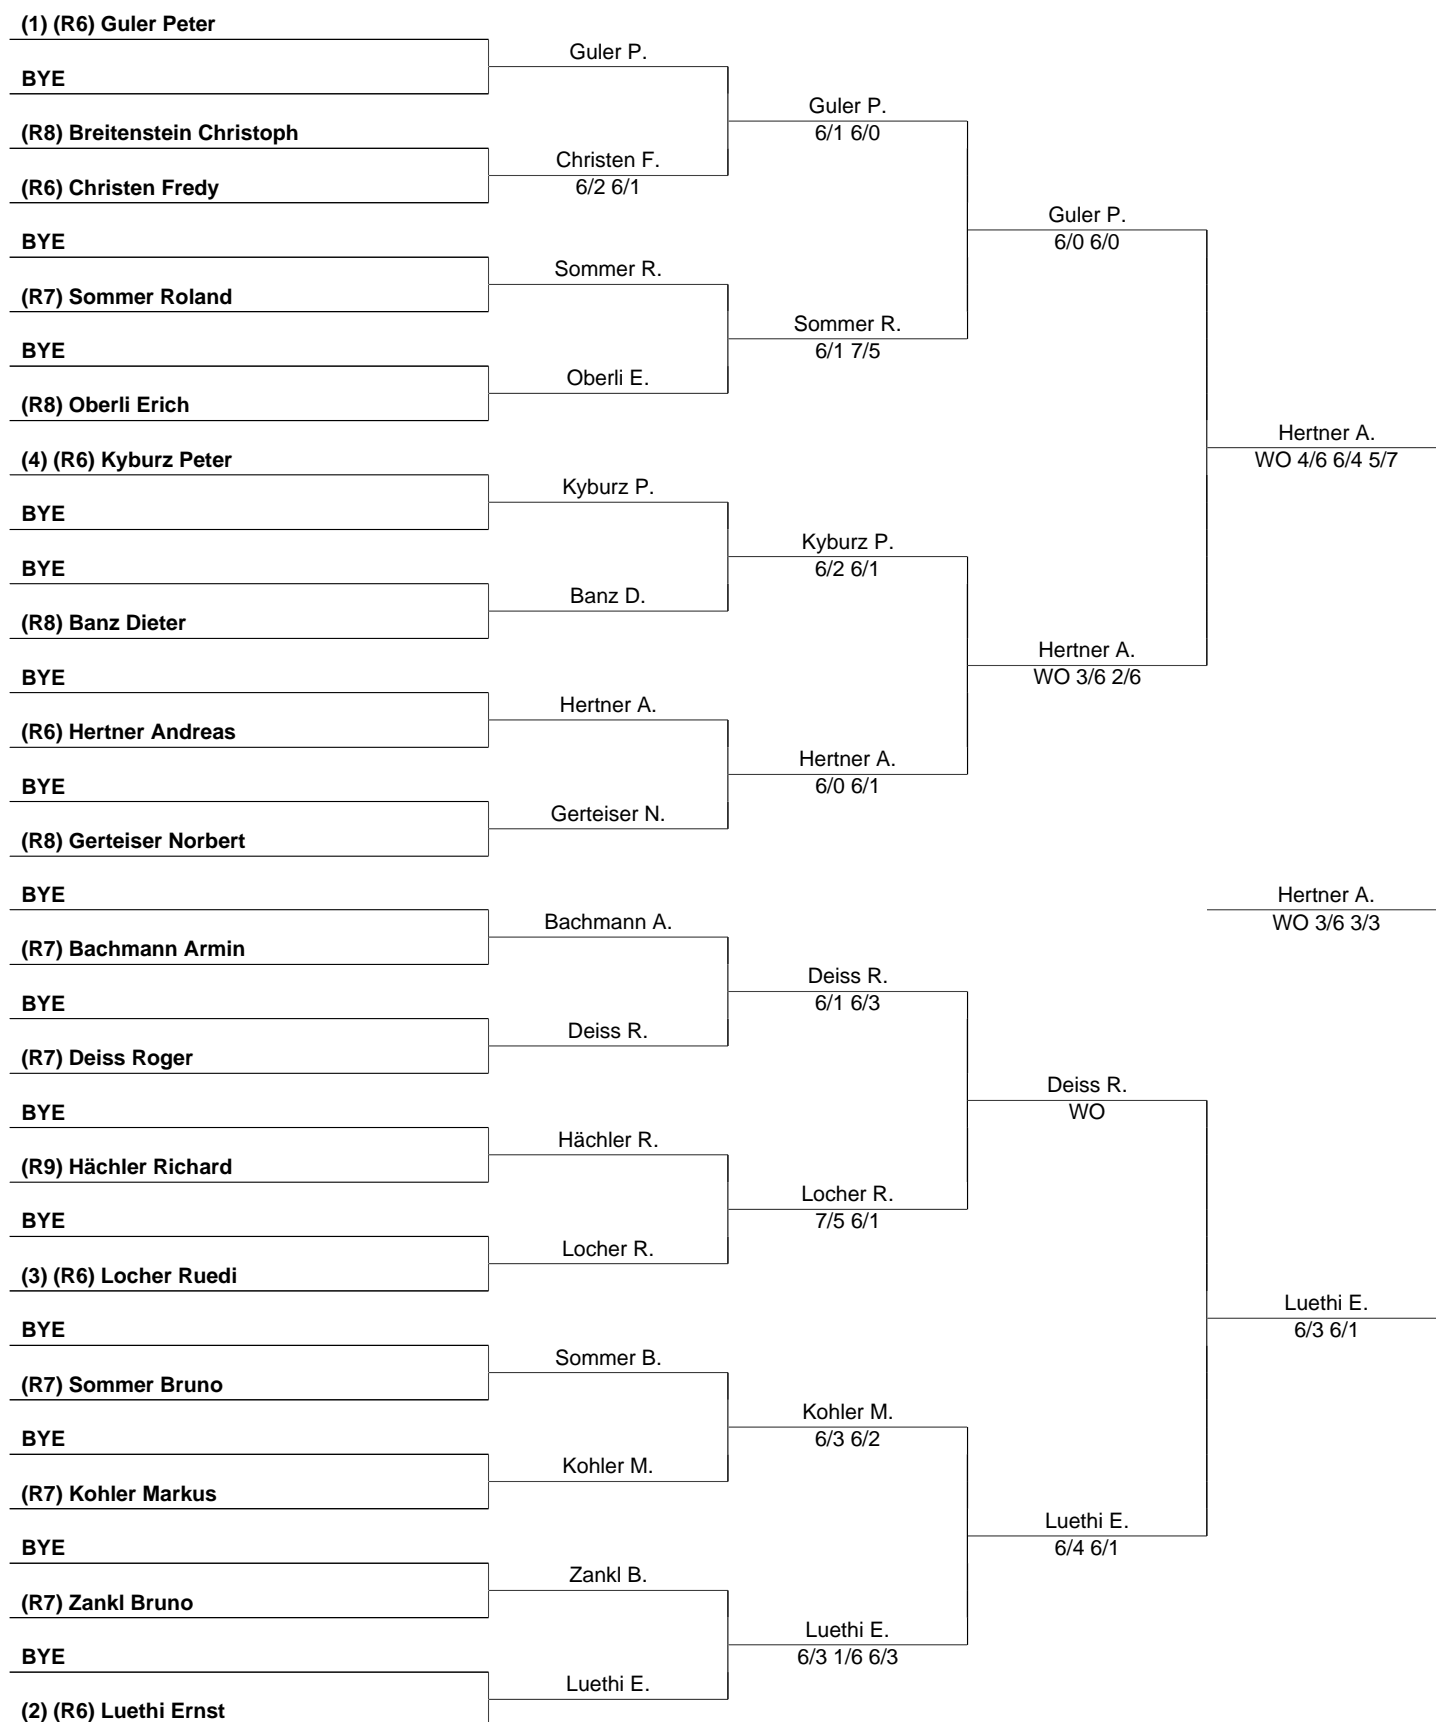 (1) (R6) Guler Peter
BYE
(R8) Breitenstein Christoph
(R6) Christen Fredy
BYE
(R7) Sommer Roland
BYE
(R8) Oberli Erich
(4) (R6) Kyburz Peter
BYE
BYE
(R8) Banz Dieter
BYE
(R6) Hertner Andreas
BYE
(R8) Gerteiser Norbert
BYE
(R7) Bachmann Armin
BYE
(R7) Deiss Roger
BYE
(R9) Hächler Richard
BYE
(3) (R6) Locher Ruedi
BYE
(R7) Sommer Bruno
BYE
(R7) Kohler Markus
BYE
(R7) Zankl Bruno
BYE
(2) (R6) Luethi Ernst
Guler P.
Christen F.
6/2 6/1
Sommer R.
Oberli E.
Kyburz P.
Banz D.
Hertner A.
Gerteiser N.
Bachmann A.
Deiss R.
Hächler R.
Locher R.
Sommer B.
Kohler M.
Zankl B.
Luethi E.
Guler P.
6/1 6/0
Sommer R.
6/1 7/5
Kyburz P.
6/2 6/1
Hertner A.
6/0 6/1
Deiss R.
6/1 6/3
Locher R.
7/5 6/1
Kohler M.
6/3 6/2
Luethi E.
6/3 1/6 6/3
Guler P.
6/0 6/0
Hertner A.
WO 3/6 2/6
Deiss R.
WO
Luethi E.
6/4 6/1
Hertner A.
WO 4/6 6/4 5/7
Hertner A.
WO 3/6 3/3
Luethi E.
6/3 6/1